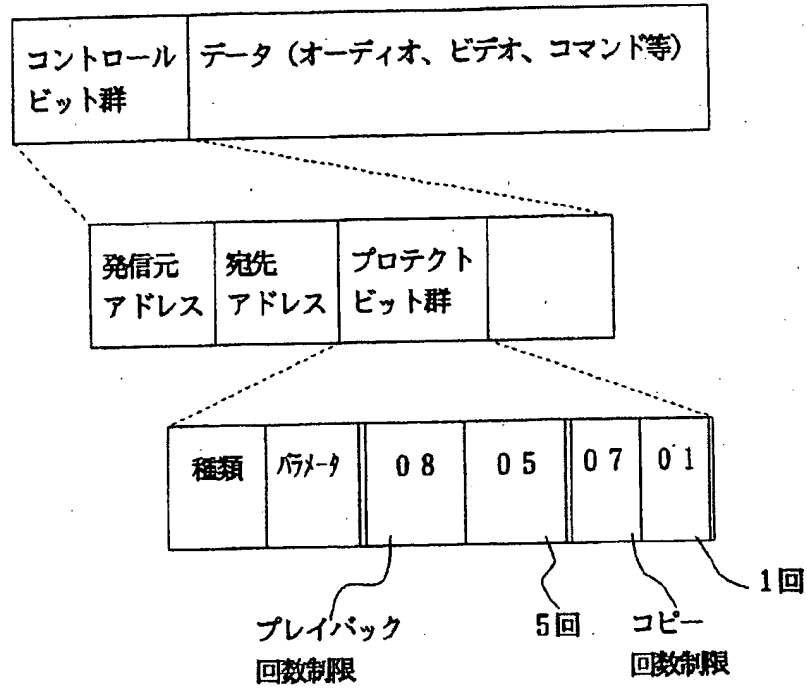 コントロール
ビット群
データ（オーディオ、ビデオ、コマンド等）
発信元
アドレス
宛先
アドレス
プロテクト
ビット群
種類
パラメータ
08
05
07
01
プレイバック
回数制限
5回
コピー
回数制限
1回